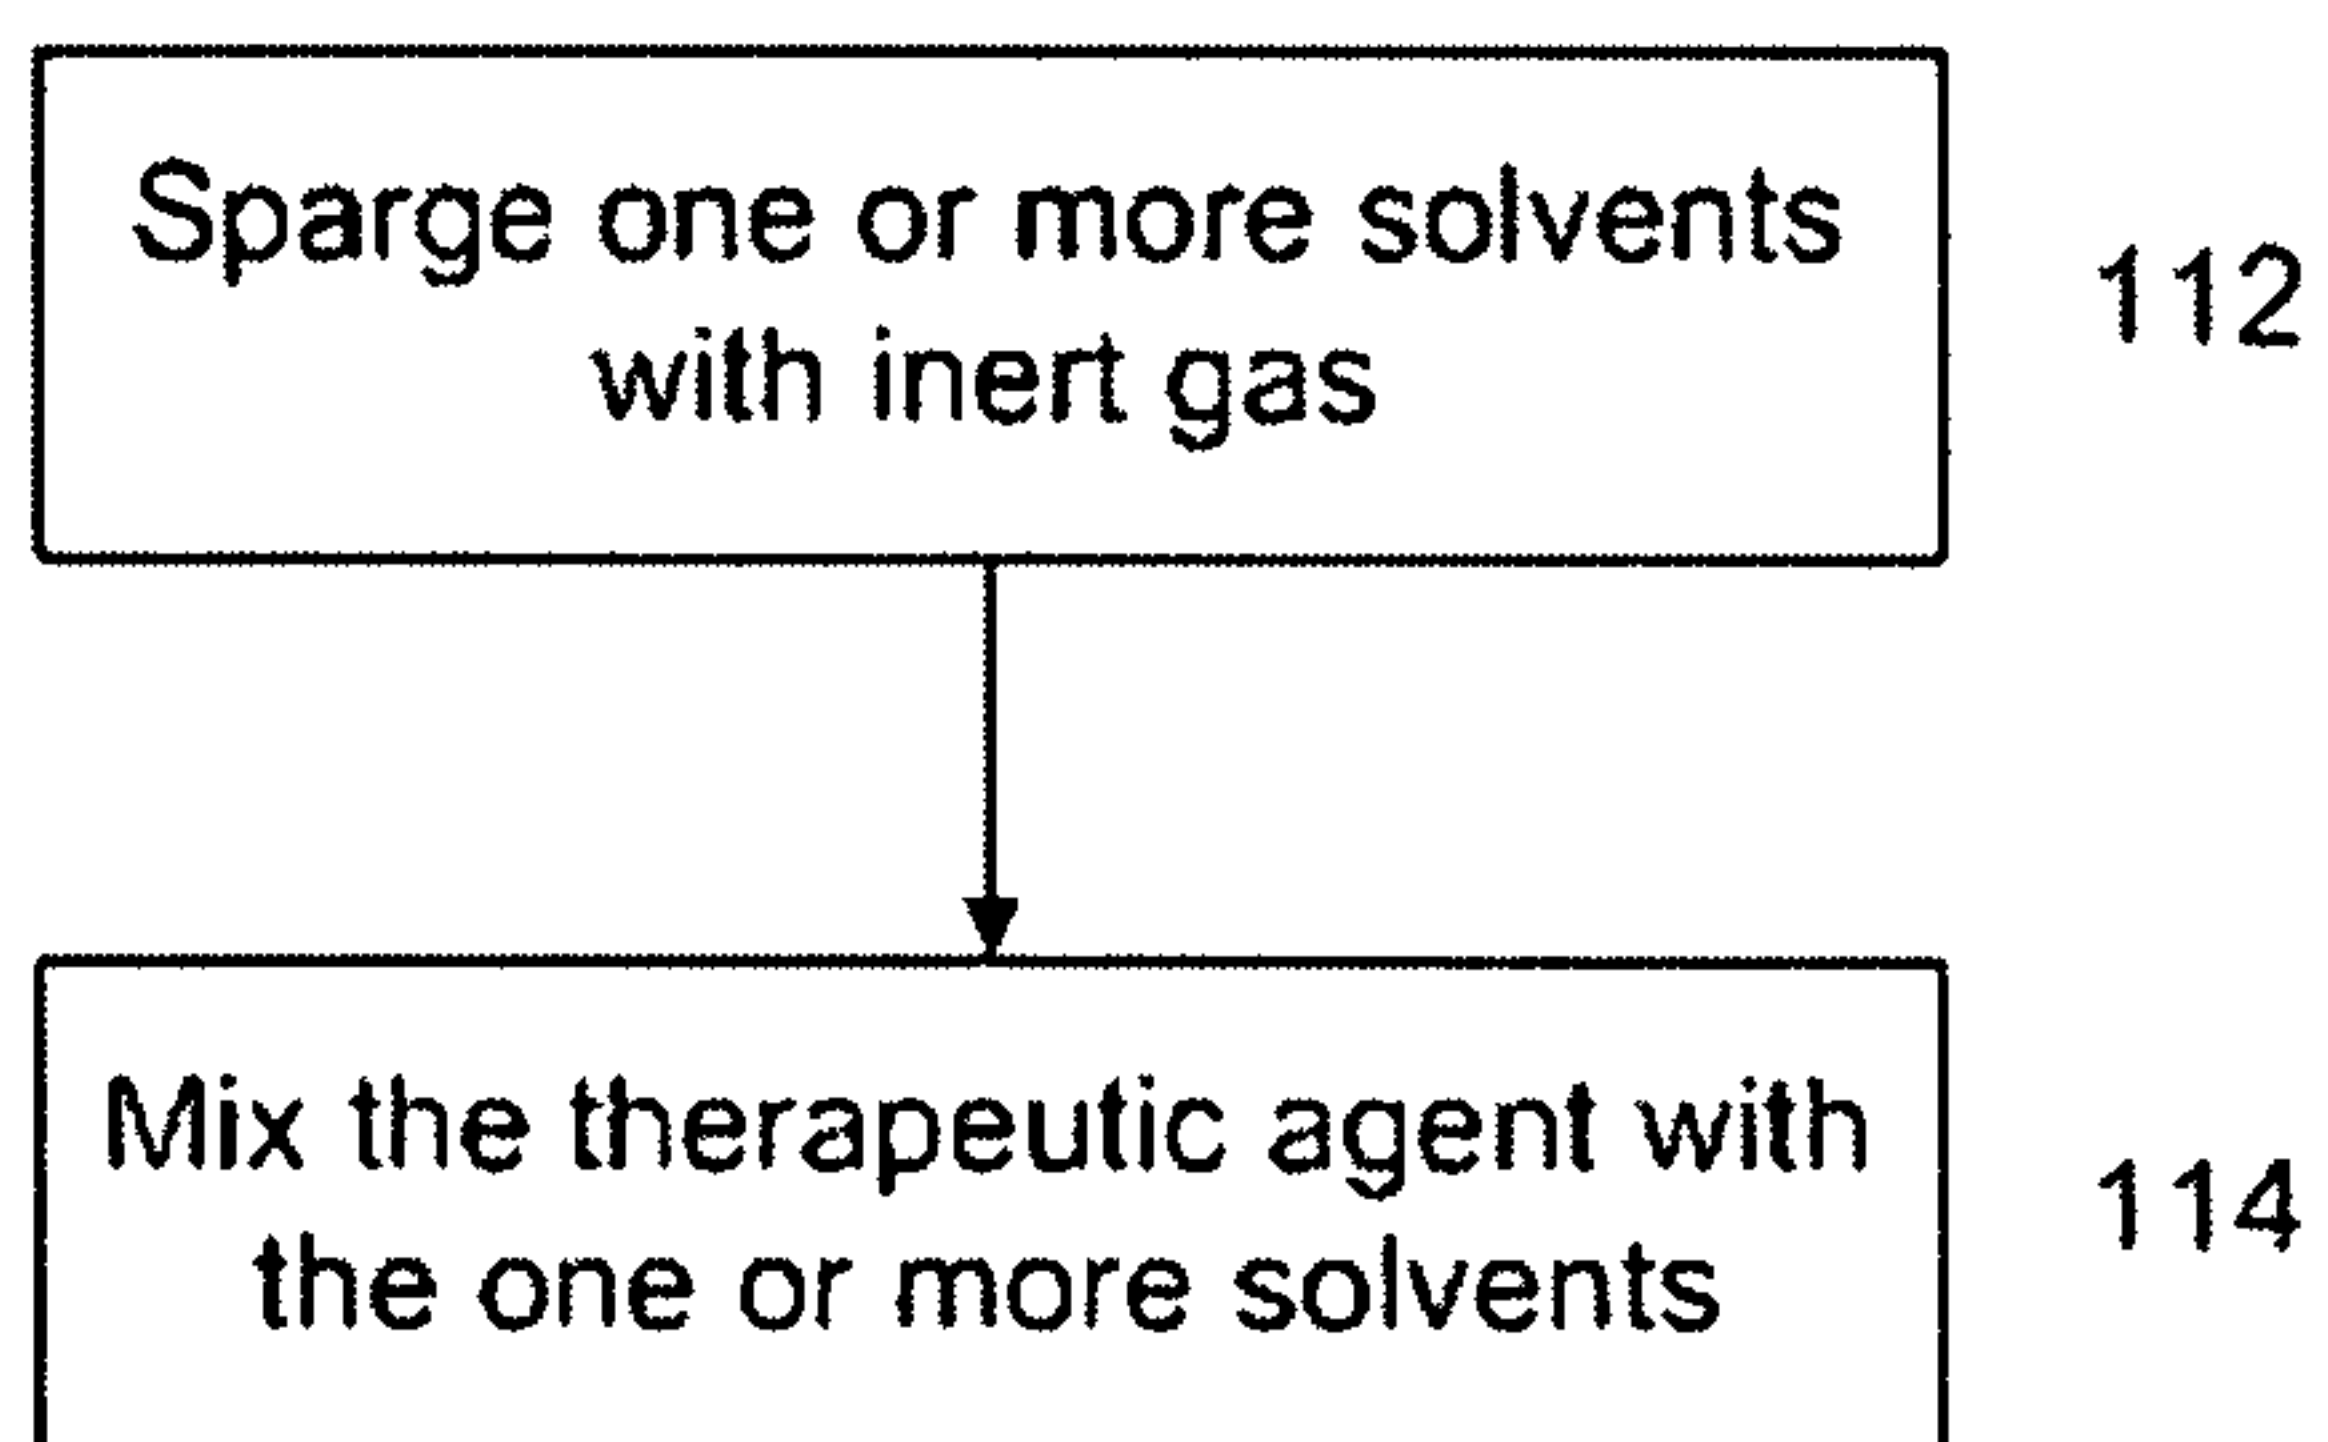 Sparge one or more solvents
with inert gas
112
Mix the therapeutic agent with
the one or more solvents
114